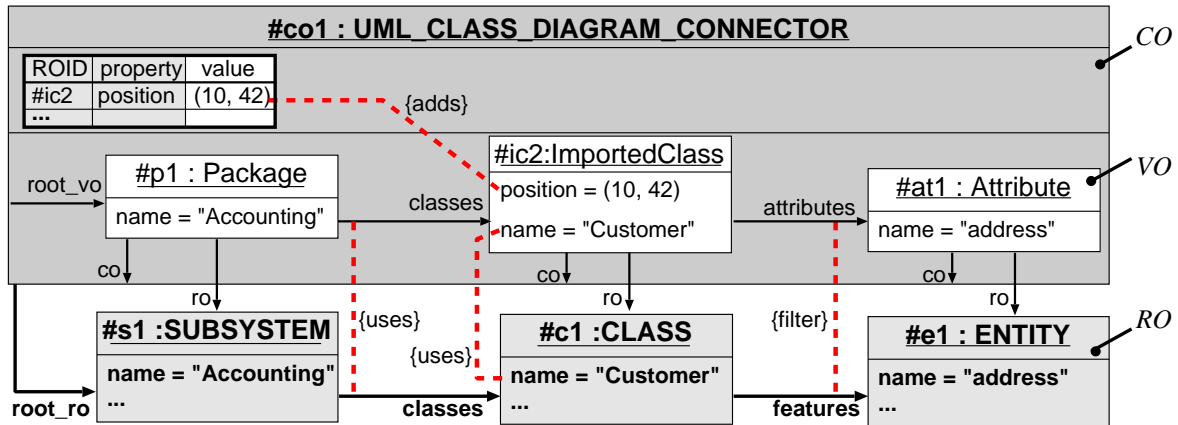 #co1 : UML_CLASS_DIAGRAM_CONNECTOR
CO
ROID property value
#ic2 position (10, 42)
...
{adds}
root_vo
#p1 : Package
name = "Accounting"
classes
#ic2:ImportedClass
position = (10, 42)
name = "Customer"
attributes
#at1 : Attribute
name = "address"
VO
co
co
co
ro
ro
ro
{uses}
{uses}
{filter}
#s1 :SUBSYSTEM
name = "Accounting"
...
#c1 :CLASS
name = "Customer"
...
#e1 : ENTITY
name = "address"
...
RO
root_ro
classes
features